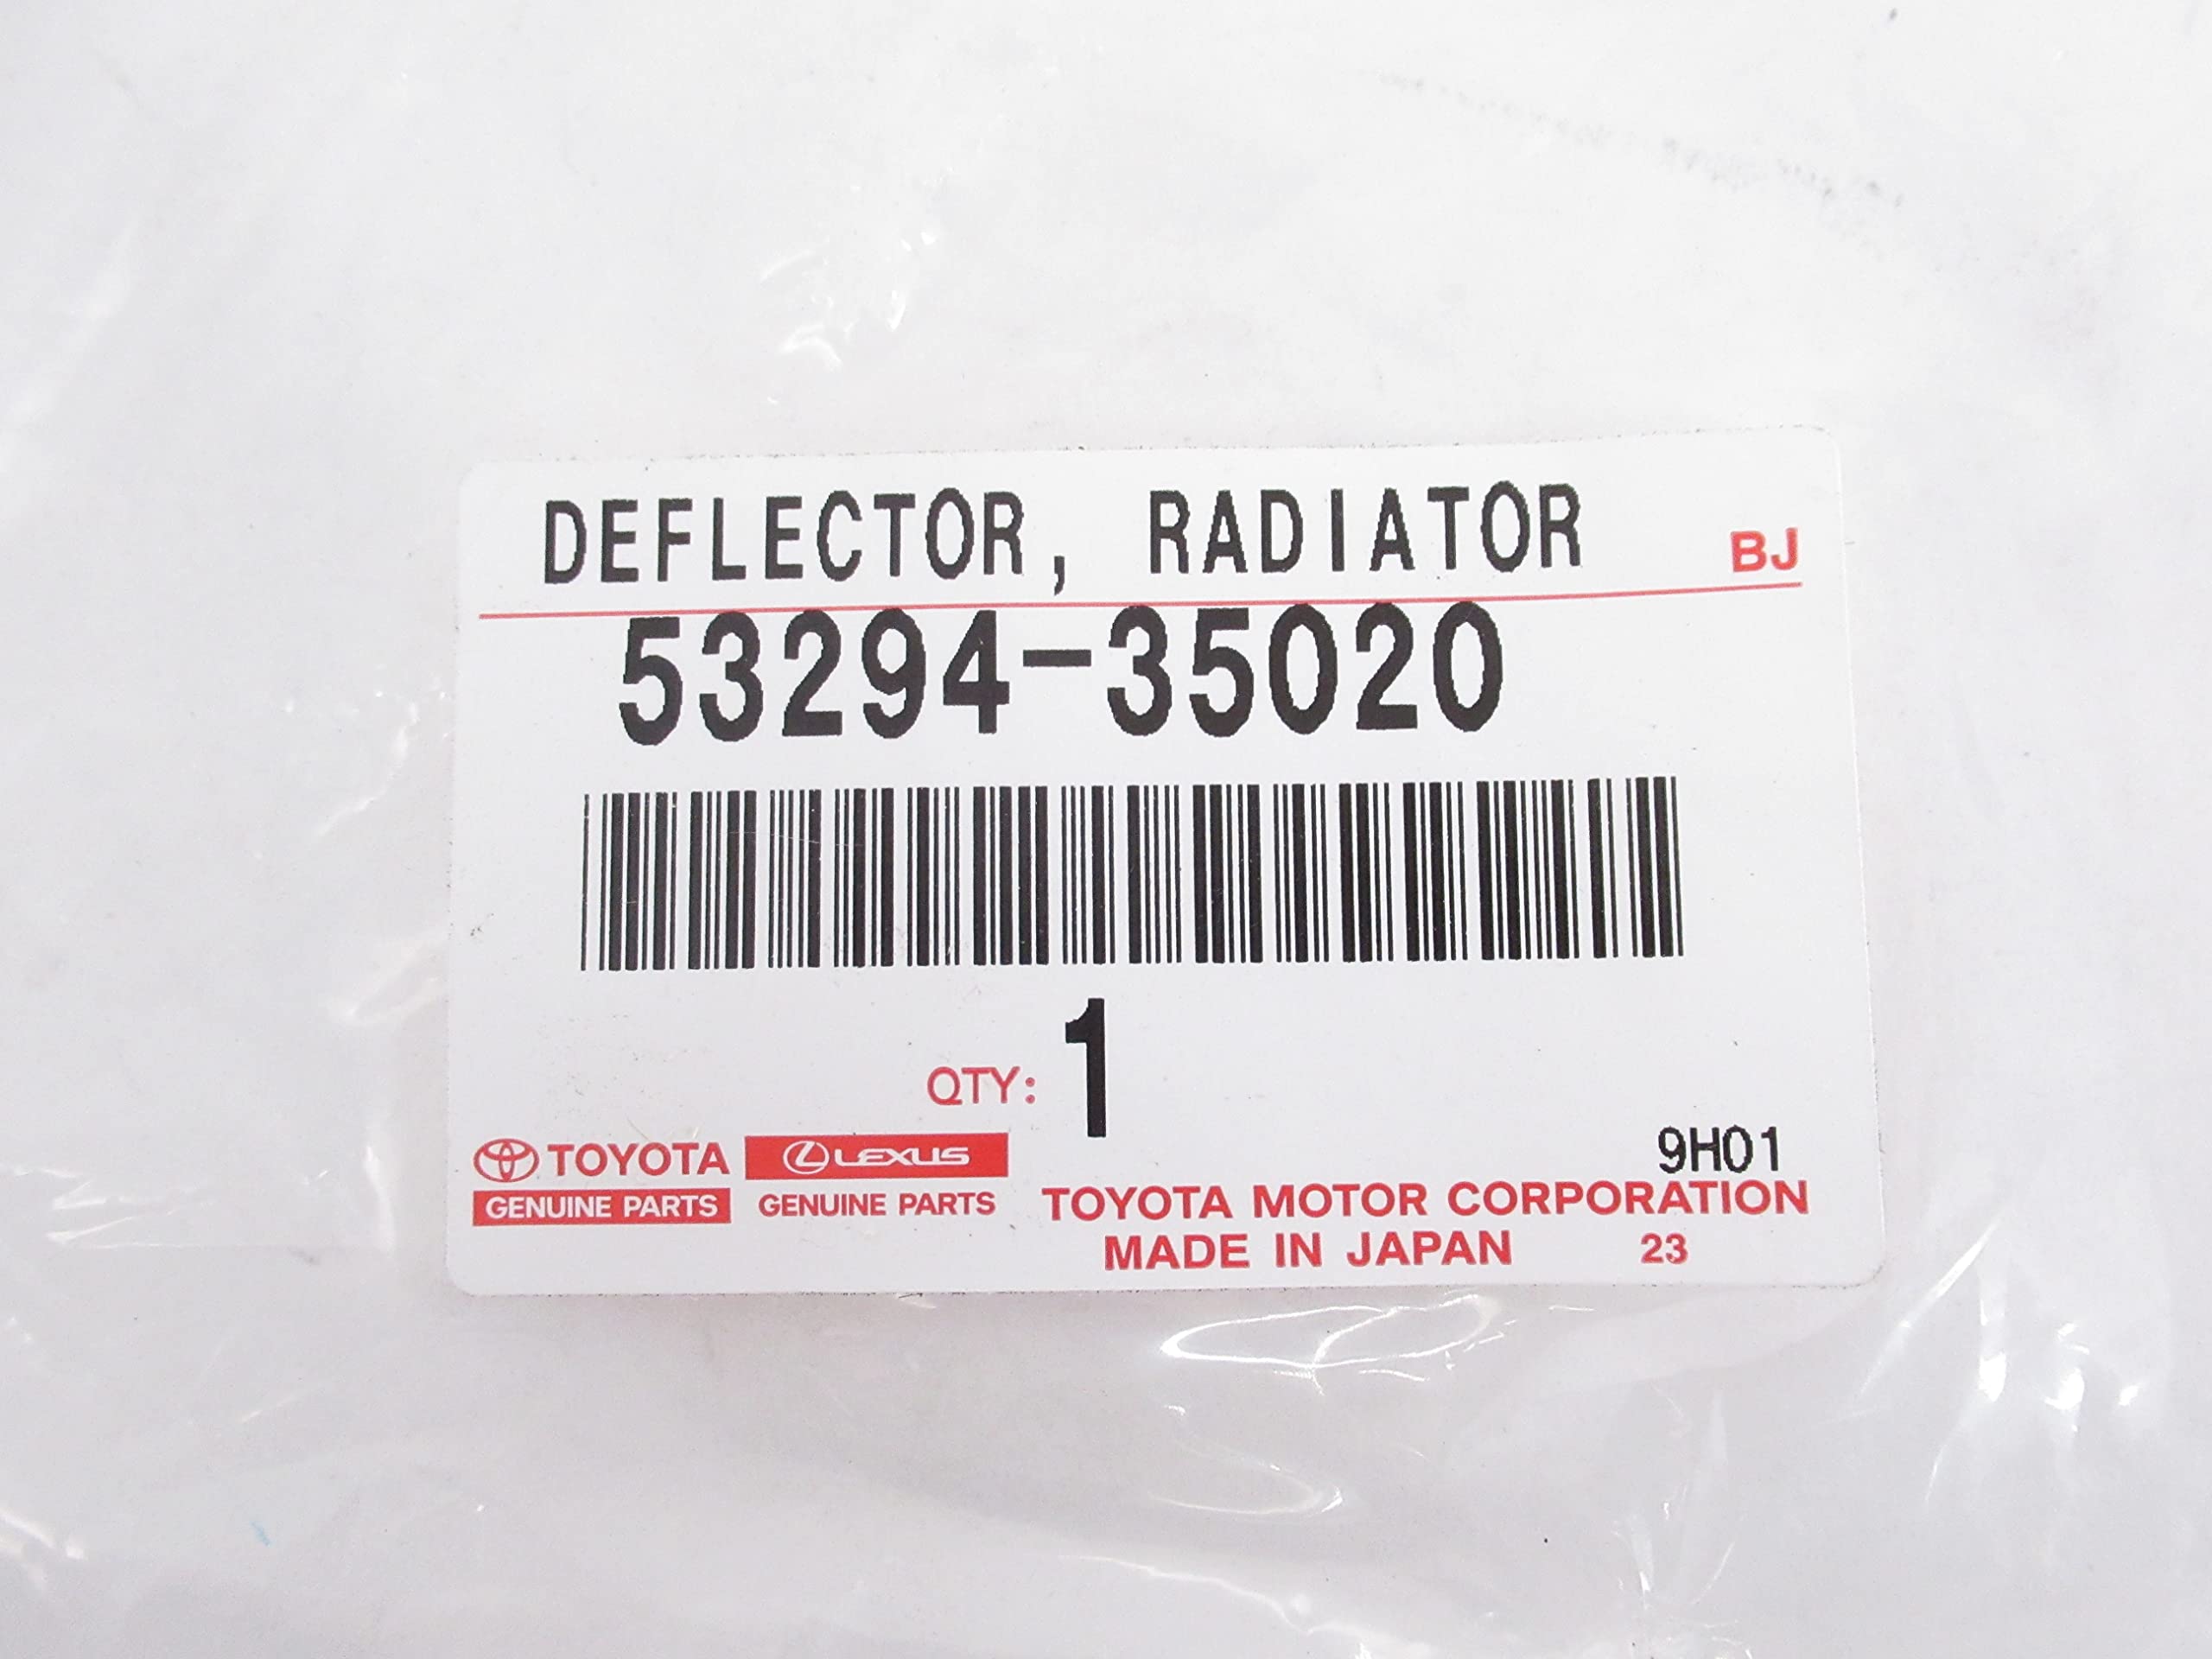 DEFLECTOR, RADIATOR BJ
53294-35020
QTY: 1
9H01
TOYOTA LEXUS
GENUINE PARTS GENUINE PARTS
TOYOTA MOTOR CORPORATION
MADE IN JAPAN 23